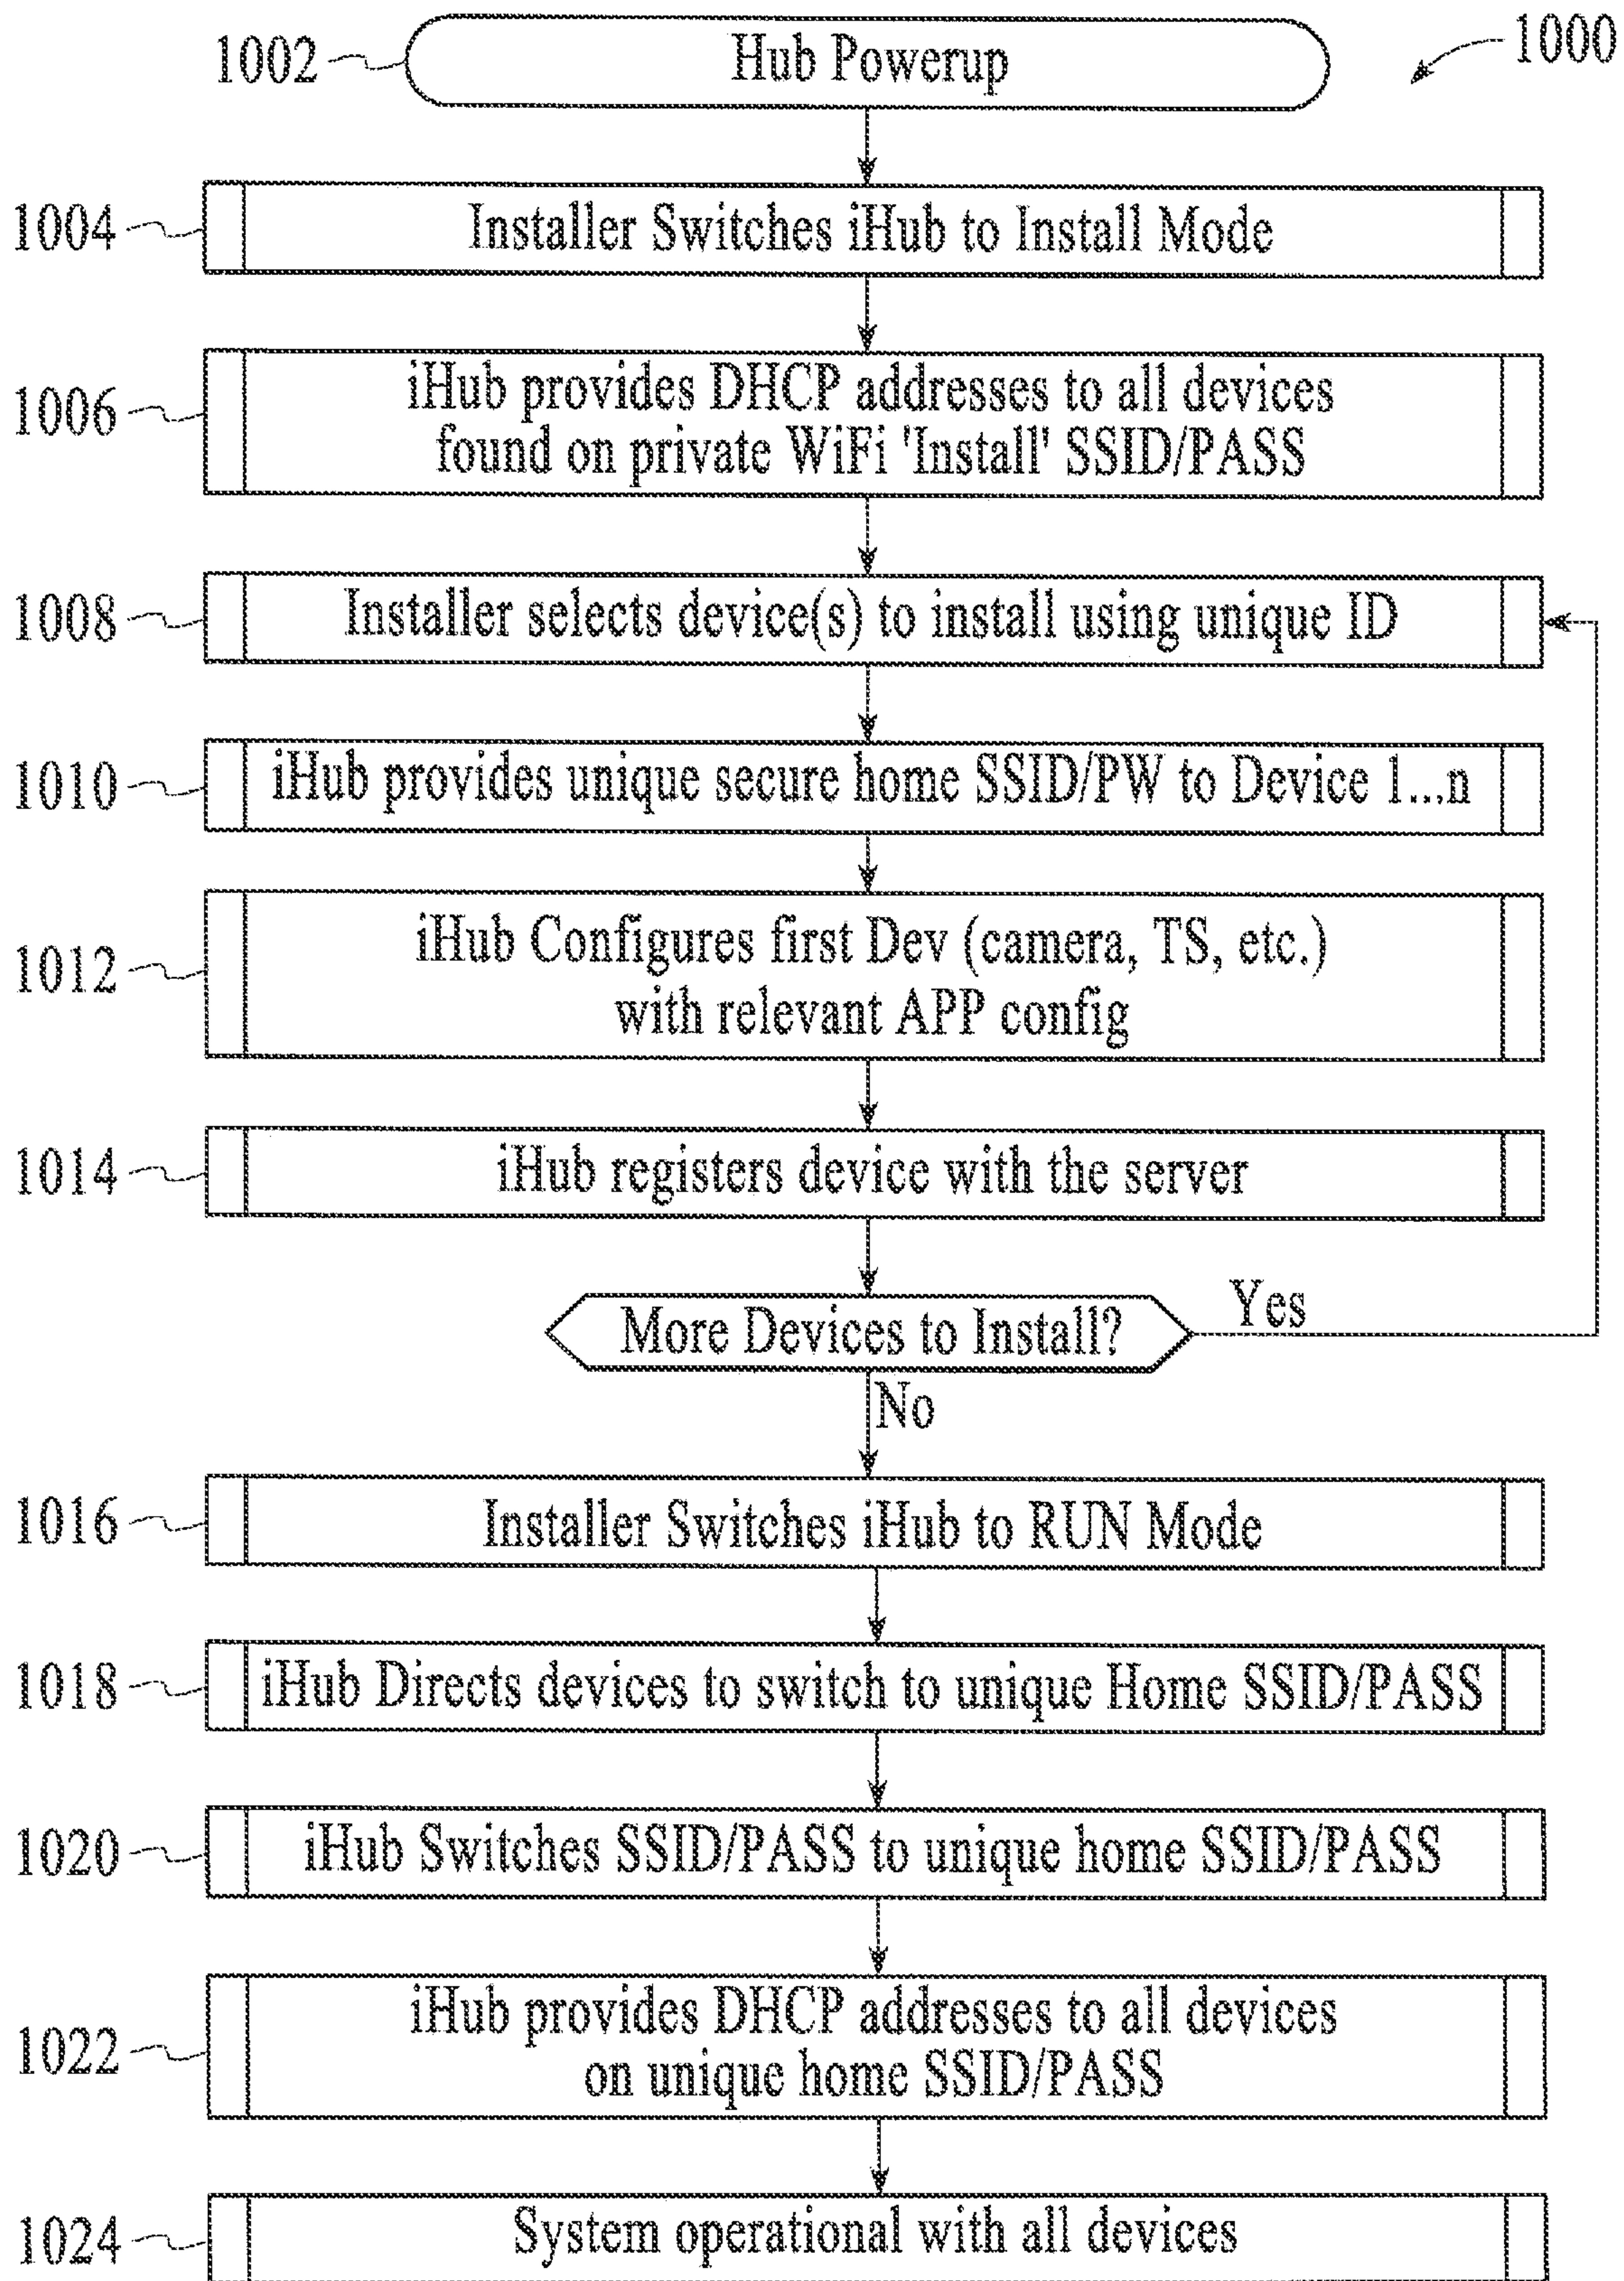 1002
Hub Powerup
1000
1004
Installer Switches iHub to Install Mode
1006
iHub provides DHCP addresses to all devices
found on private WiFi 'Install' SSID/PASS
1008
Installer selects device(s) to install using unique ID
1010
iHub provides unique secure home SSID/PW to Device 1...n
1012
iHub Configures first Dev (camera, TS, etc.)
with relevant APP config
1014
iHub registers device with the server
More Devices to Install?
Yes
No
1016
Installer Switches iHub to RUN Mode
1018
iHub Directs devices to switch to unique Home SSID/PASS
1020
iHub Switches SSID/PASS to unique home SSID/PASS
1022
iHub provides DHCP addresses to all devices
on unique home SSID/PASS
1024
System operational with all devices